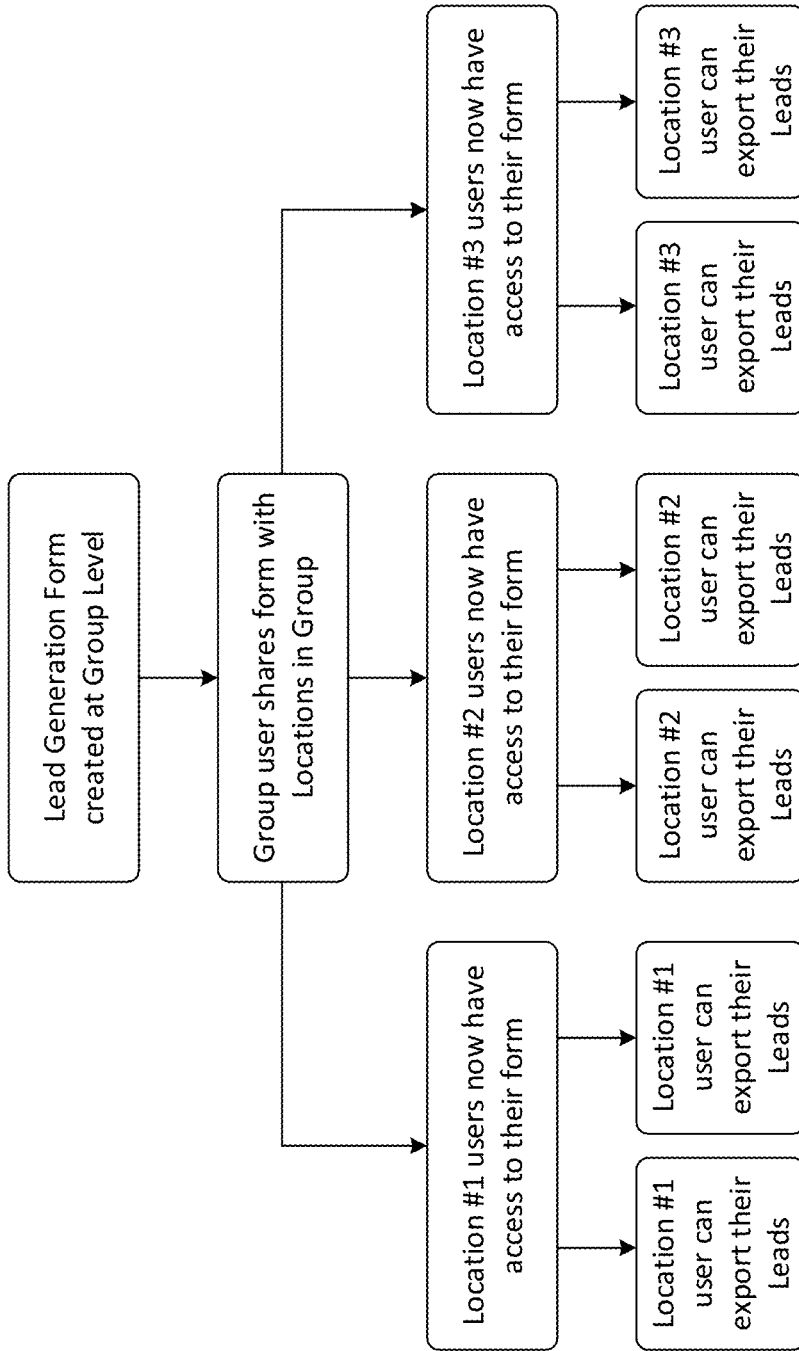 Lead Generation Form
created at Group Level
Group user shares form with
Locations in Group
Location #1 users now have
access to their form
Location #2 users now have
access to their form
Location #3 users now have
access to their form
Location #1
user can
export their
Leads
Location #1
user can
export their
Leads
Location #2
user can
export their
Leads
Location #2
user can
export their
Leads
Location #3
user can
export their
Leads
Location #3
user can
export their
Leads